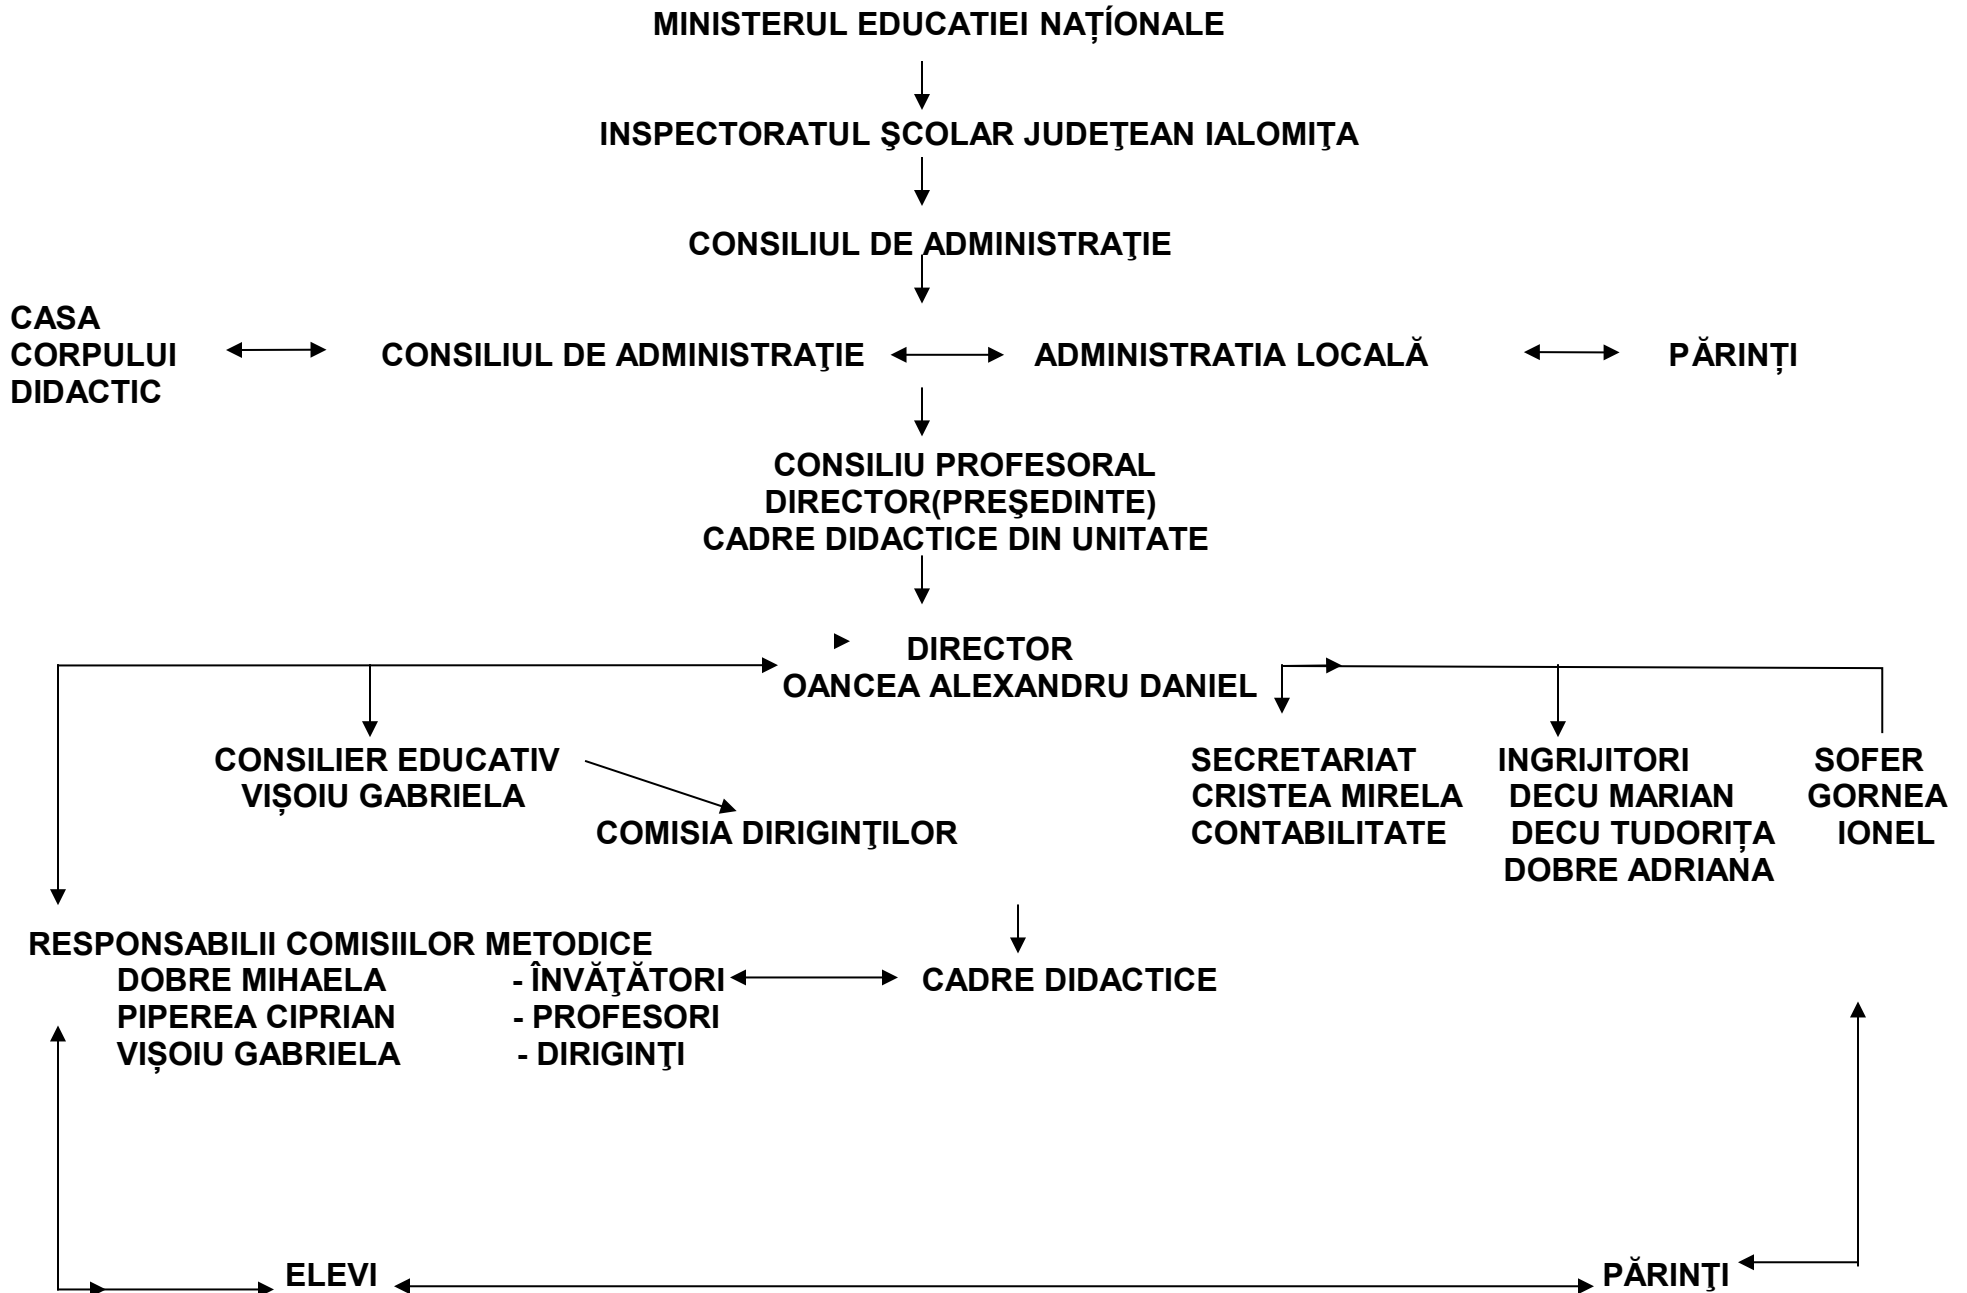 MINISTERUL EDUCATIEI NAȚÍONALE
INSPECTORATUL ŞCOLAR JUDEŢEAN IALOMIŢA
CONSILIUL DE ADMINISTRAŢIE
CASA
CORPULUI
DIDACTIC
CONSILIUL DE ADMINISTRAŢIE
ADMINISTRATIA LOCALĂ
PĂRINȚI
CONSILIU PROFESORAL
DIRECTOR(PREŞEDINTE)
CADRE DIDACTICE DIN UNITATE
DIRECTOR
OANCEA ALEXANDRU DANIEL
CONSILIER EDUCATIV
VIȘOIU GABRIELA
COMISIA DIRIGINŢILOR
SECRETARIAT
CRISTEA MIRELA
CONTABILITATE
INGRIJITORI
DECU MARIAN
DECU TUDORIȚA
DOBRE ADRIANA
SOFER
GORNEA
IONEL
RESPONSABILII COMISIILOR METODICE
DOBRE MIHAELA - ÎNVĂŢĂTORI
PIPEREA CIPRIAN - PROFESORI
VIȘOIU GABRIELA - DIRIGINŢI
CADRE DIDACTICE
ELEVI
PĂRINŢI